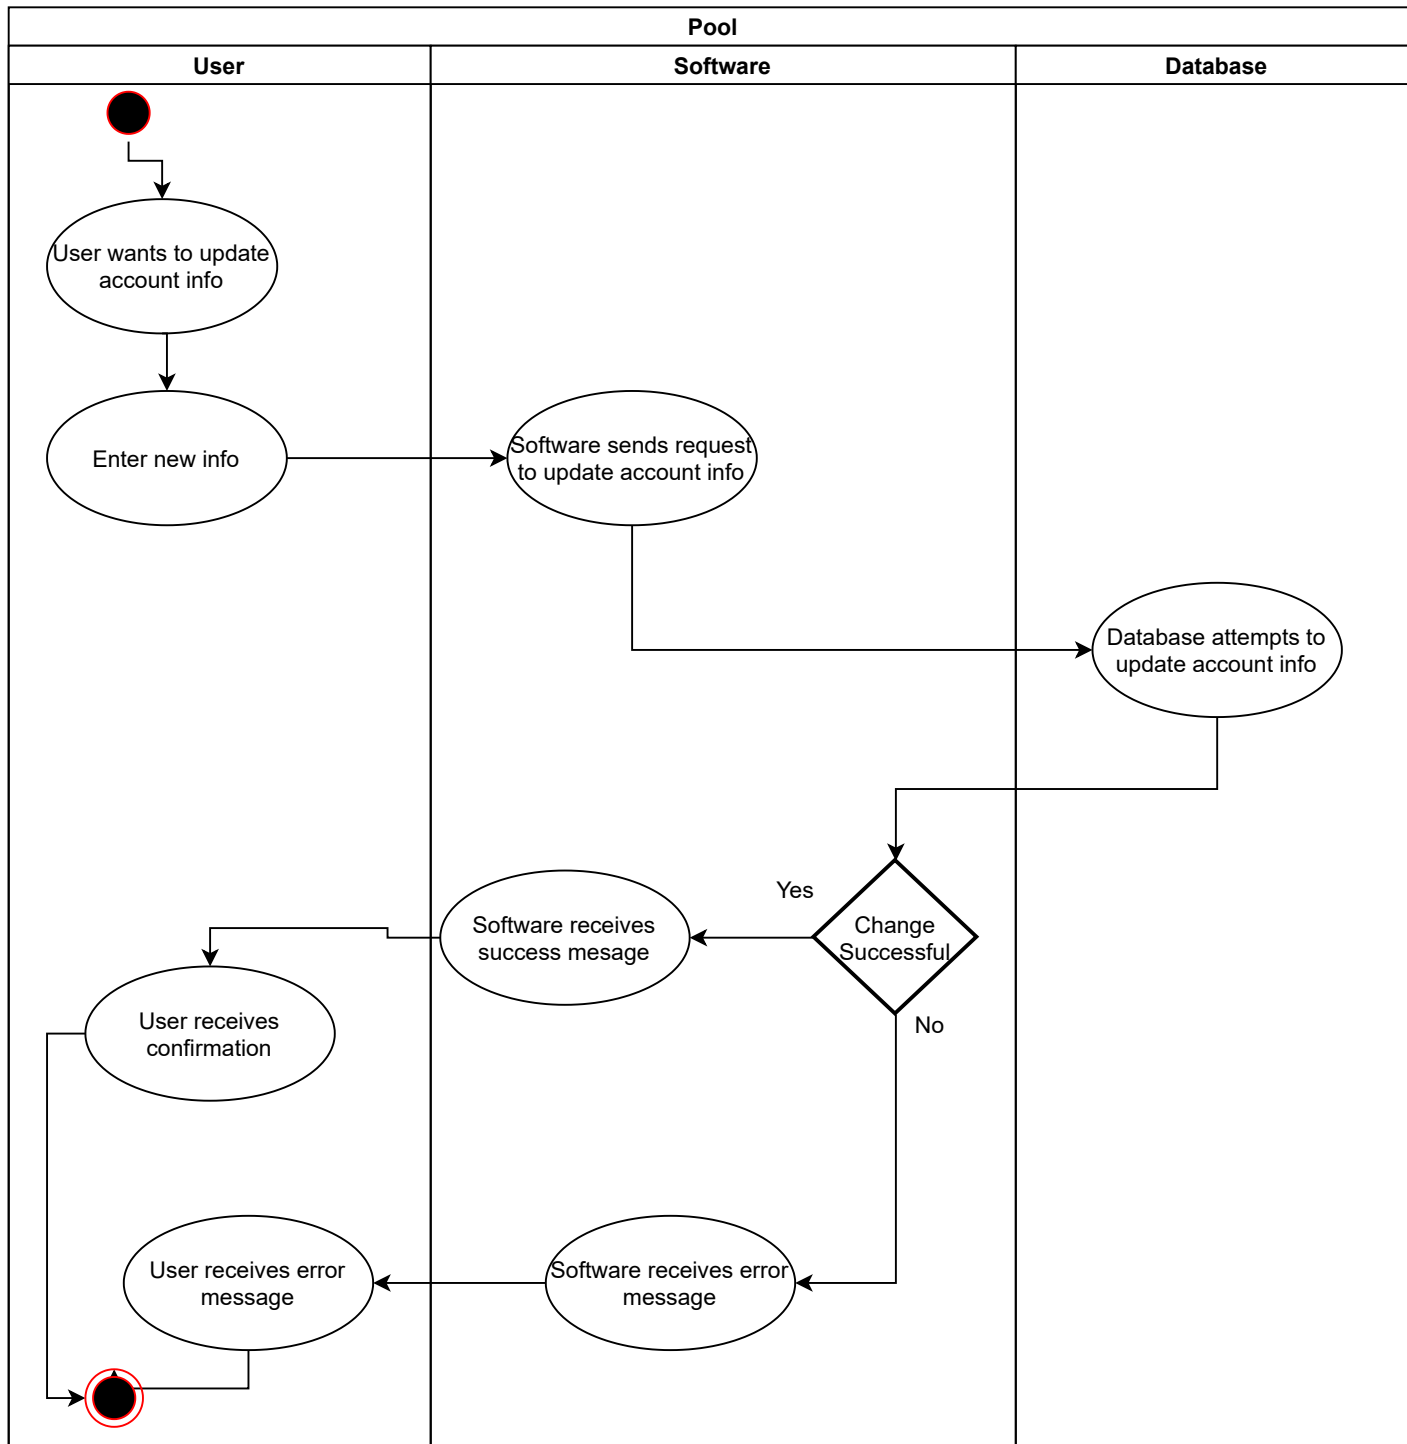 Pool
User
Software
Database
User wants to update
account info
Enter new info
Software sends request
to update account info
Database attempts to
update account info
Yes
Change
Successful
Software receives
success mesage
No
User receives
confirmation
User receives error
message
Software receives error
message